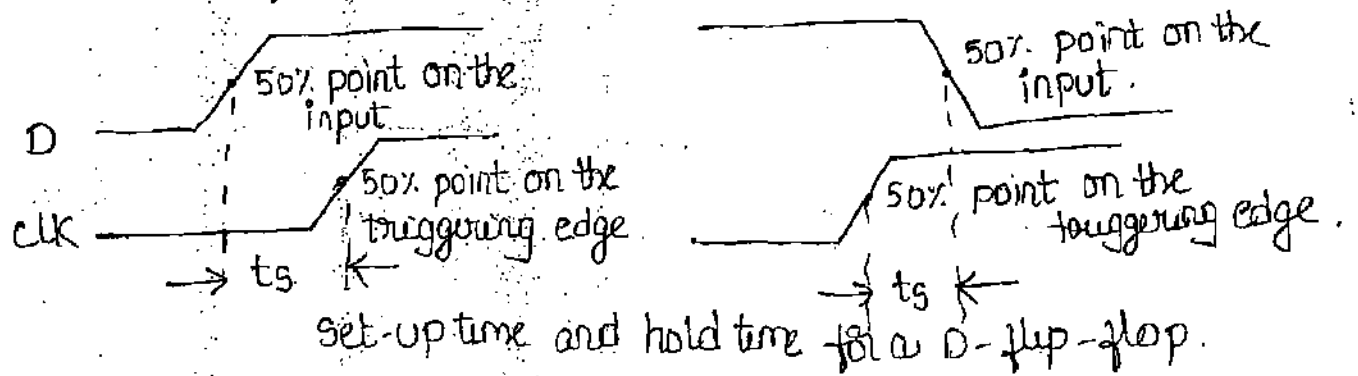 50% point on the
input
D
50% point on the
triggering edge
CLK
ts
50% point on the
input.
50% point on the
touggering edge.
ts
set-up time and hold time for a D-flip-flop.